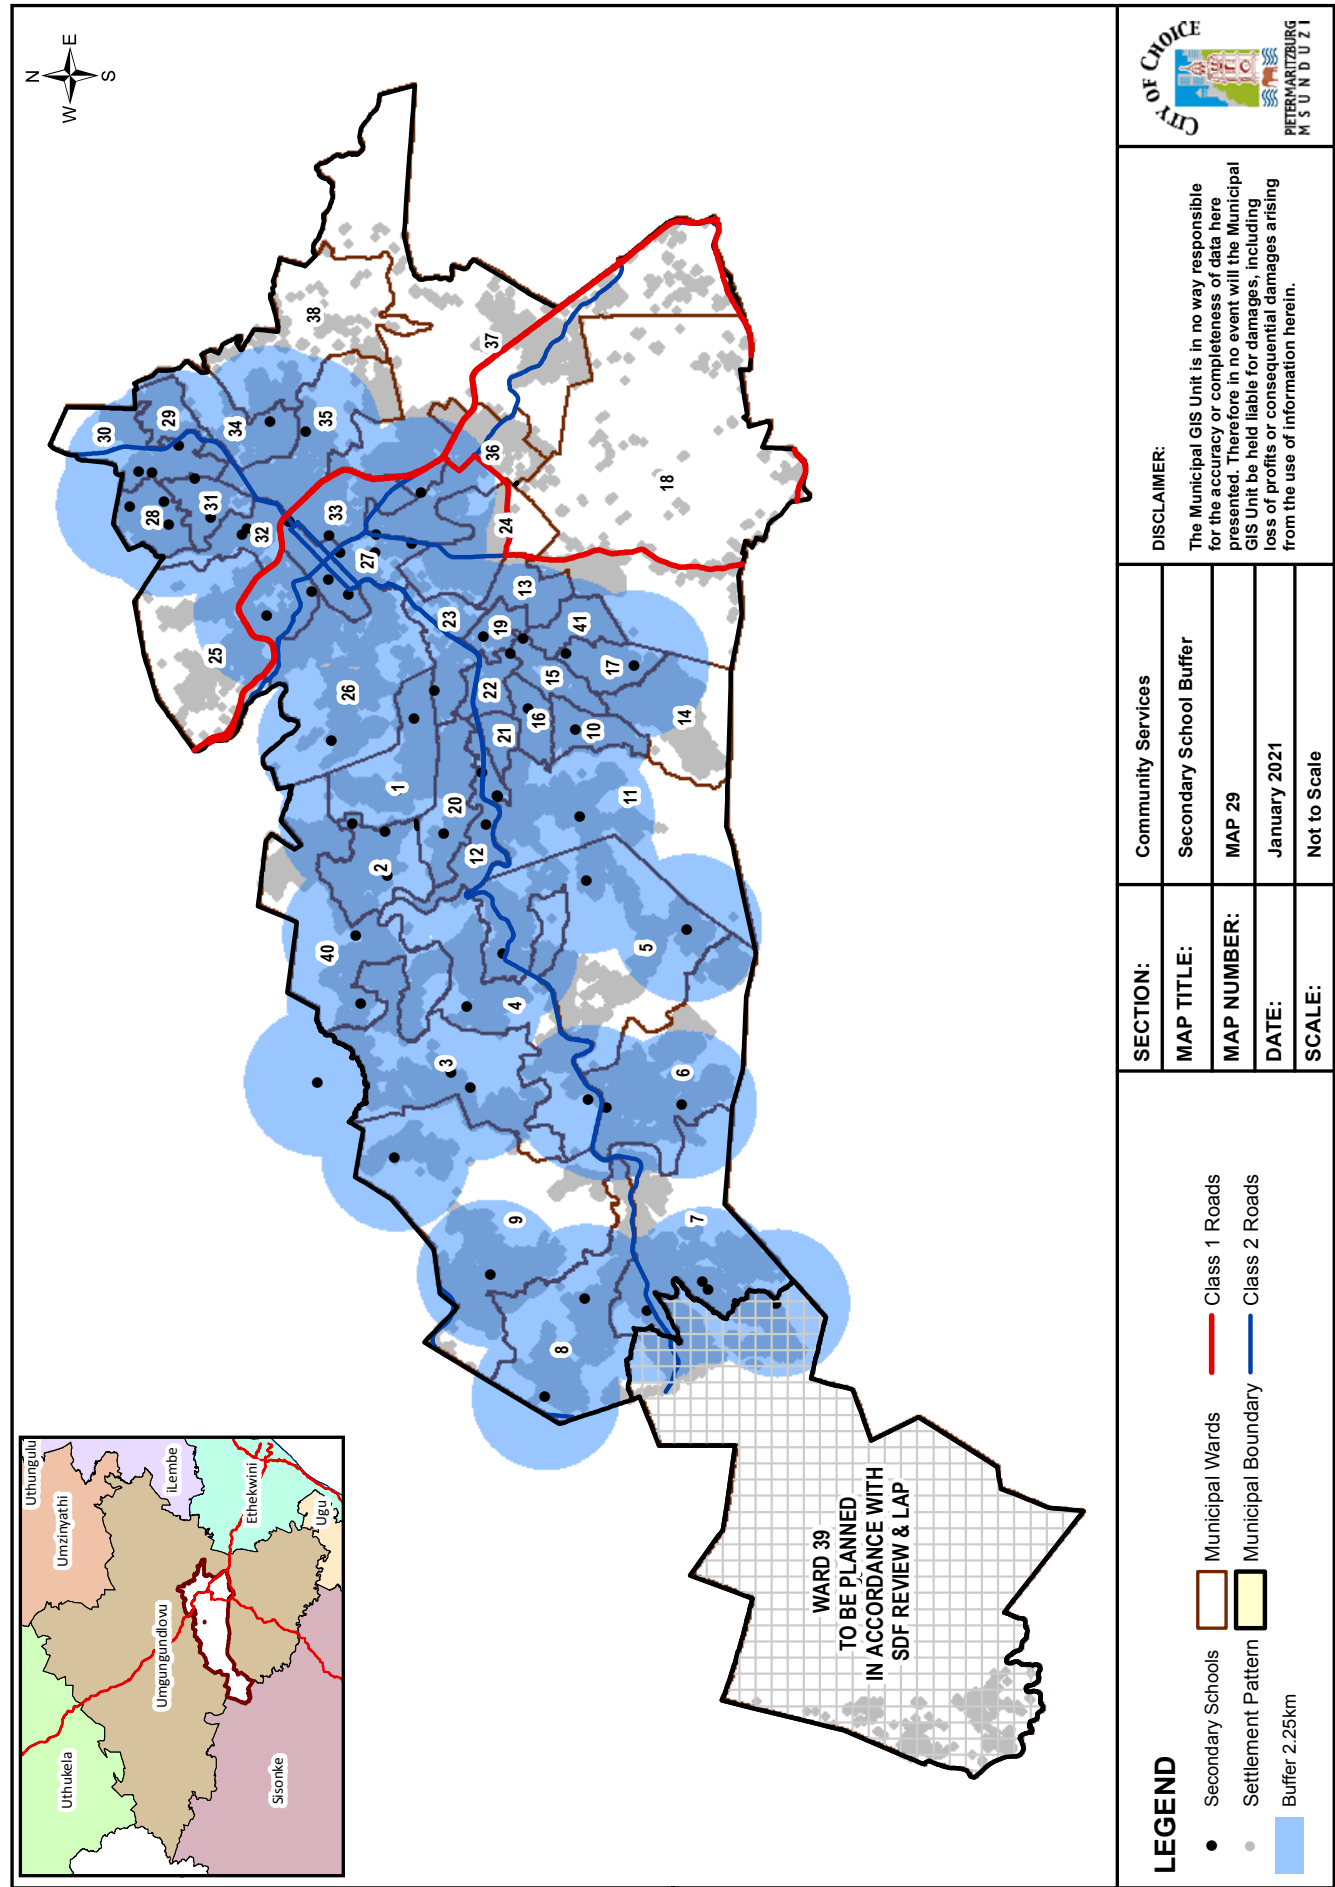 N
W
E
S
Uthungulu
Umzinyathi
iLembe
Uthukela
Umgungundlovu
Ethekwini
Ugu
Sisonke
30
29
34
35
38
28
31
32
33
27
25
26
37
36
24
18
23
13
19
41
22
15
17
16
21
10
14
1
20
11
2
12
40
5
4
3
6
9
7
8
WARD 39
TO BE PLANNED
IN ACCORDANCE WITH
SDF REVIEW & LAP
LEGEND
Secondary Schools
Settlement Pattern
Buffer 2.25km
Municipal Wards
Municipal Boundary
Class 1 Roads
Class 2 Roads
SECTION:
Community Services
MAP TITLE:
Secondary School Buffer
MAP NUMBER:
MAP 29
DATE:
January 2021
SCALE:
Not to Scale
DISCLAIMER:
The Municipal GIS Unit is in no way responsible
for the accuracy or completeness of data here
presented. Therefore in no event will the Municipal
GIS Unit be held liable for damages, including
loss of profits or consequential damages arising
from the use of information herein.
CITY OF CHOICE
PIETERMARITZBURG
MSUNDUZI